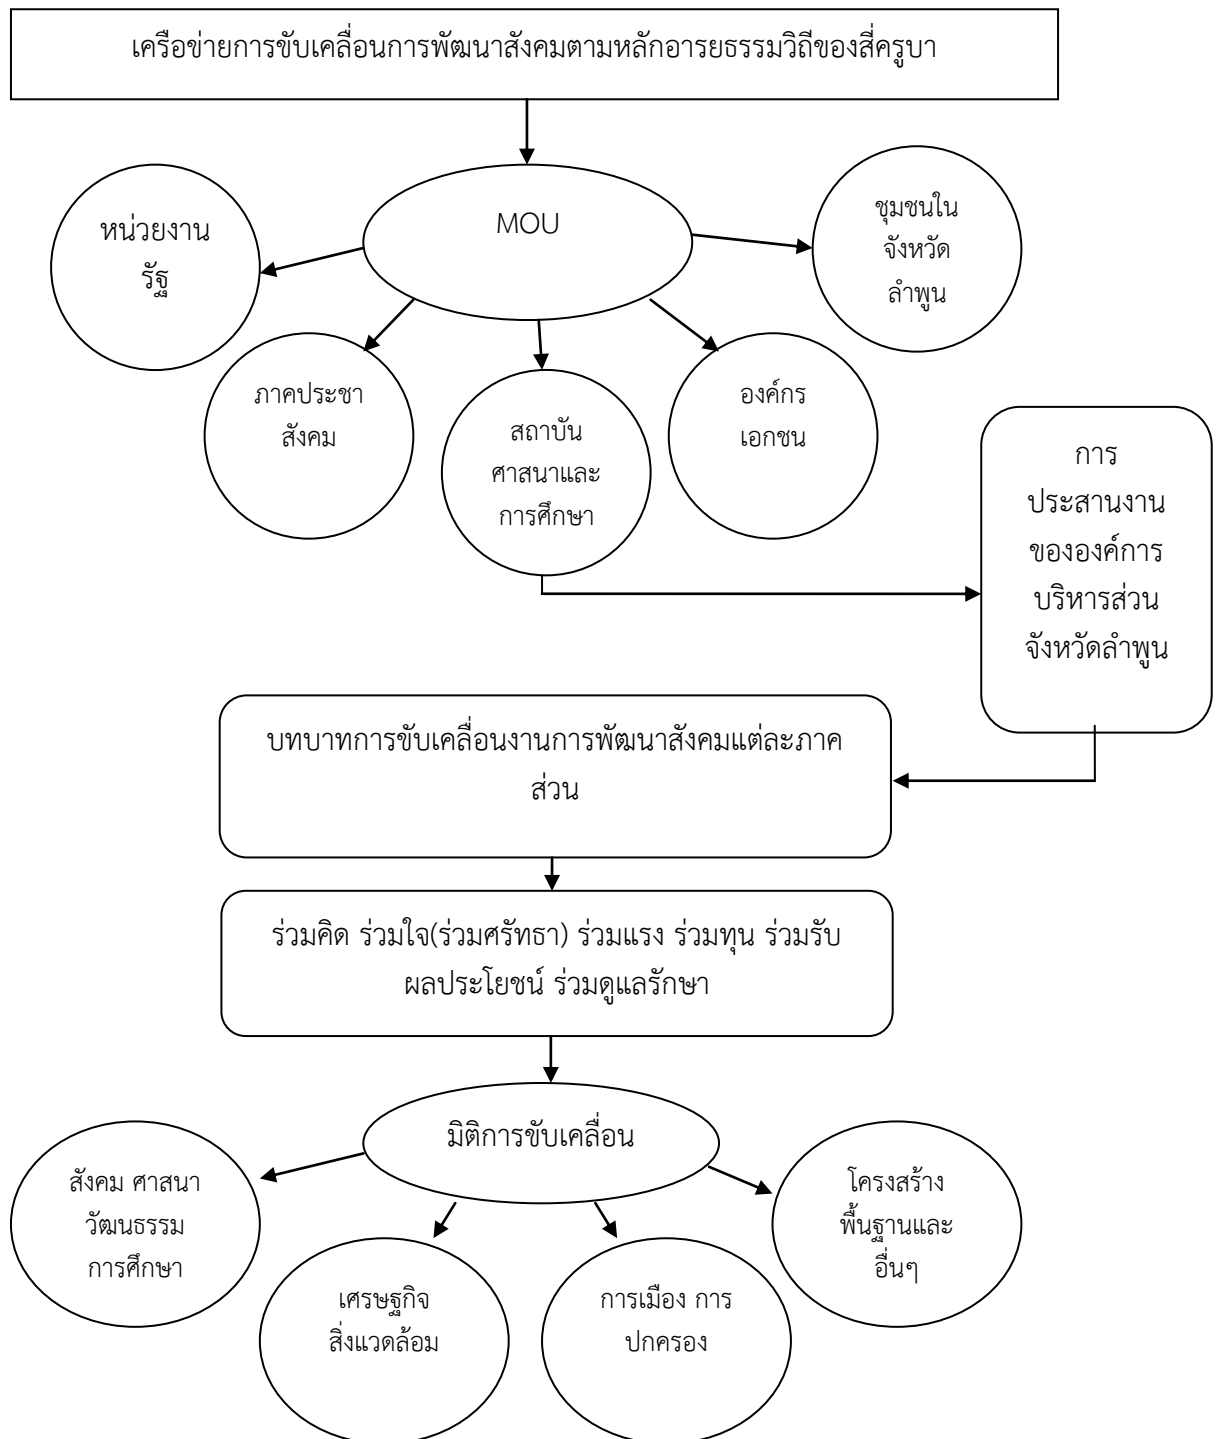 เครือข่ายการขับเคลื่อนการพัฒนาสังคมตามหลักอารยธรรมวิถีของสี่ครูบา
MOU
หน่วยงาน
รัฐ
ชุมชนใน
จังหวัด
ลำพูน
ภาคประชา
สังคม
สถาบัน
ศาสนาและ
การศึกษา
องค์กร
เอกชน
การ
ประสานงาน
ขององค์การ
บริหารส่วน
จังหวัดลำพูน
บทบาทการขับเคลื่อนงานการพัฒนาสังคมแต่ละภาค
ส่วน
ร่วมคิด ร่วมใจ(ร่วมศรัทธา) ร่วมแรง ร่วมทุน ร่วมรับ
ผลประโยชน์ ร่วมดูแลรักษา
มิติการขับเคลื่อน
สังคม ศาสนา
วัฒนธรรม
การศึกษา
เศรษฐกิจ
สิ่งแวดล้อม
การเมือง การ
ปกครอง
โครงสร้าง
พื้นฐานและ
อื่นๆ